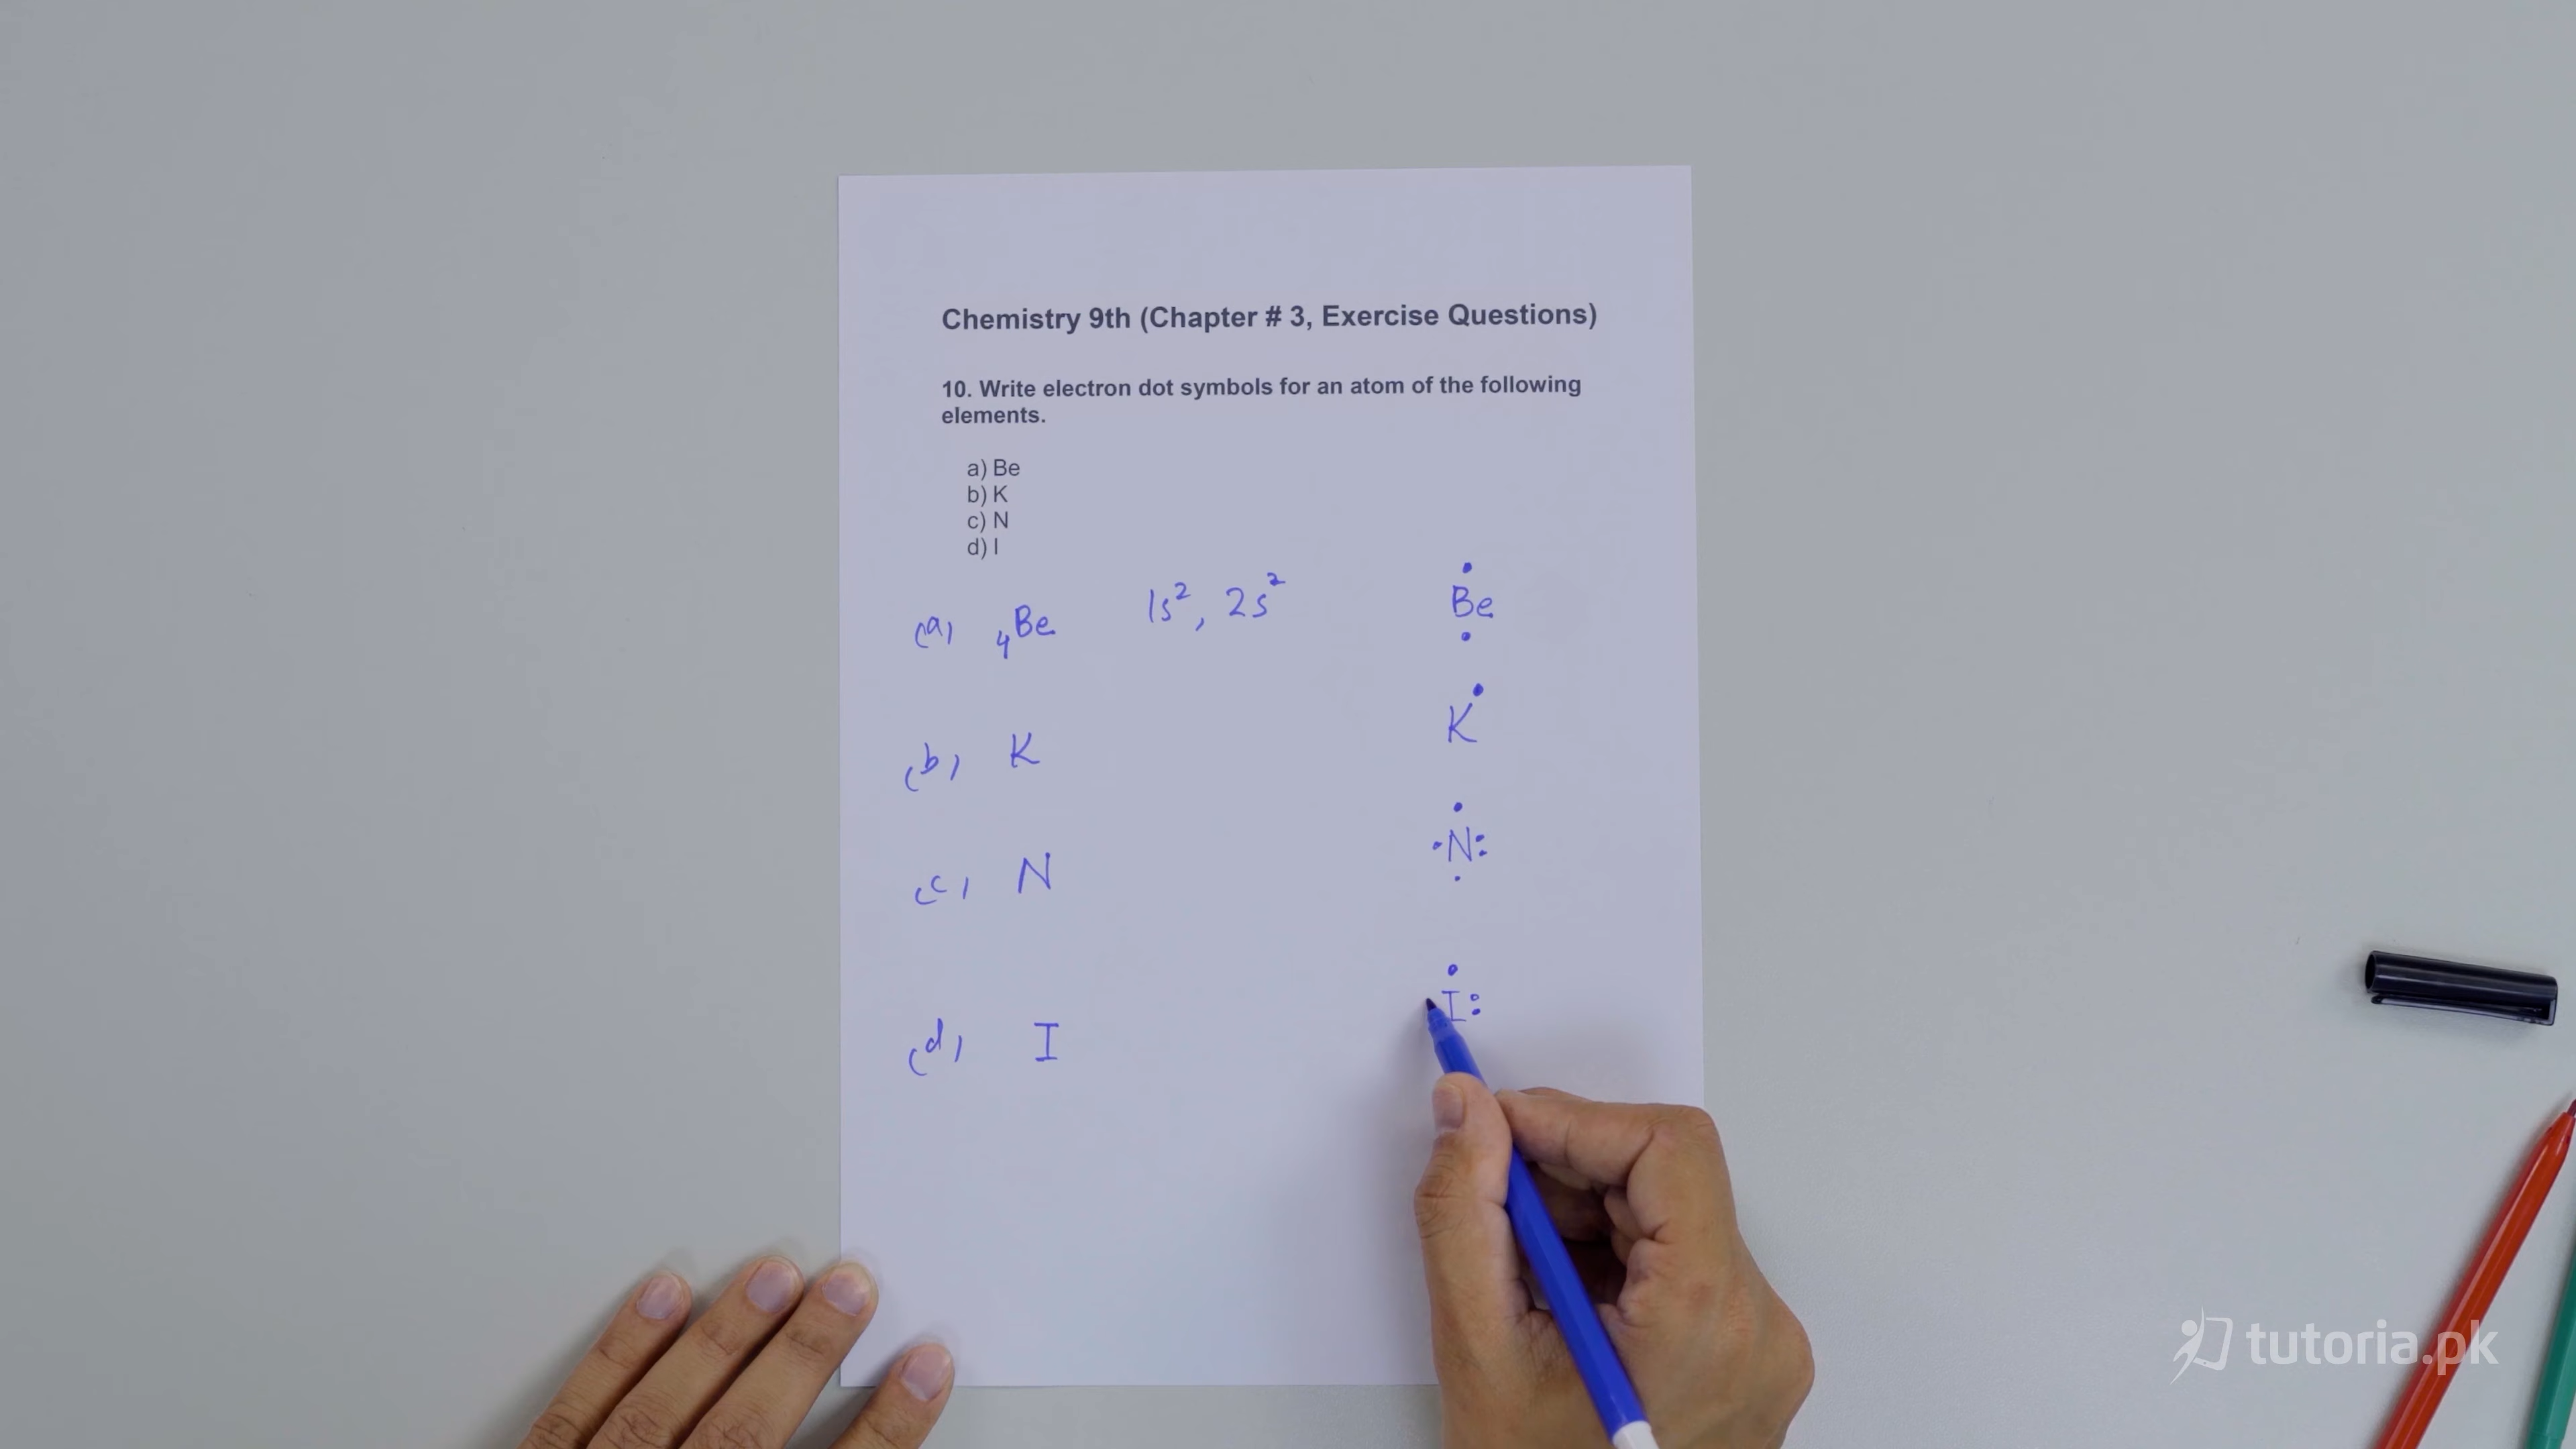 Chemistry 9th (Chapter # 3, Exercise Questions)
10. Write electron dot symbols for an atom of the following
elements.
a) Be
b) K
c) N
d) I
(a) ₄Be 1s², 2s² Be
(b) K K
(c) N N
(d) I I
tutoria.pk